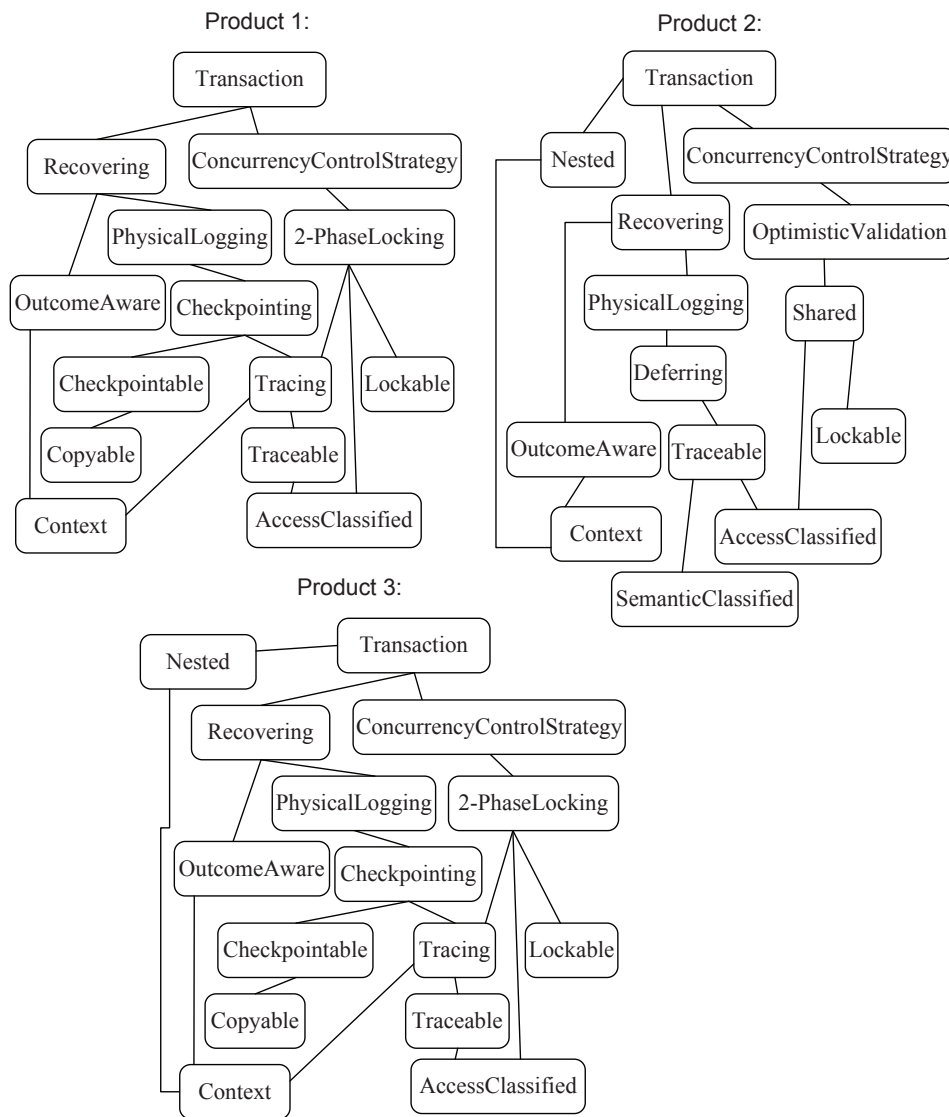 Product 1:
Transaction
Recovering
ConcurrencyControlStrategy
PhysicalLogging
2-PhaseLocking
OutcomeAware
Checkpointing
Checkpointable
Tracing
Lockable
Copyable
Traceable
Context
AccessClassified
Product 2:
Transaction
Nested
ConcurrencyControlStrategy
Recovering
OptimisticValidation
PhysicalLogging
Shared
Deferring
Lockable
OutcomeAware
Traceable
Context
AccessClassified
SemanticClassified
Product 3:
Nested
Transaction
Recovering
ConcurrencyControlStrategy
PhysicalLogging
2-PhaseLocking
OutcomeAware
Checkpointing
Checkpointable
Tracing
Lockable
Copyable
Traceable
Context
AccessClassified